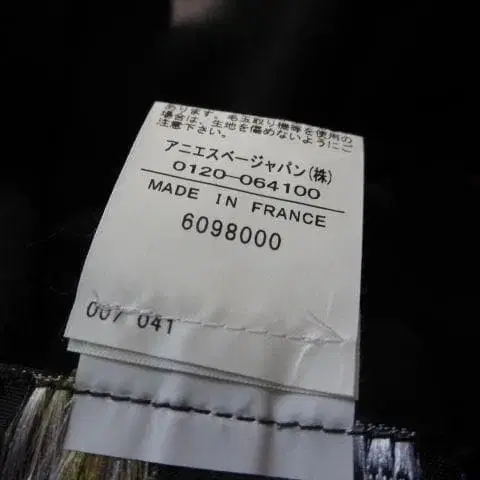 あります。毛玉取り機等を使用の
場合は、生地を傷めないようにご
注意下さい。
アニエスベージャパン(株)
0120-064100
MADE IN FRANCE
6098000
007 041